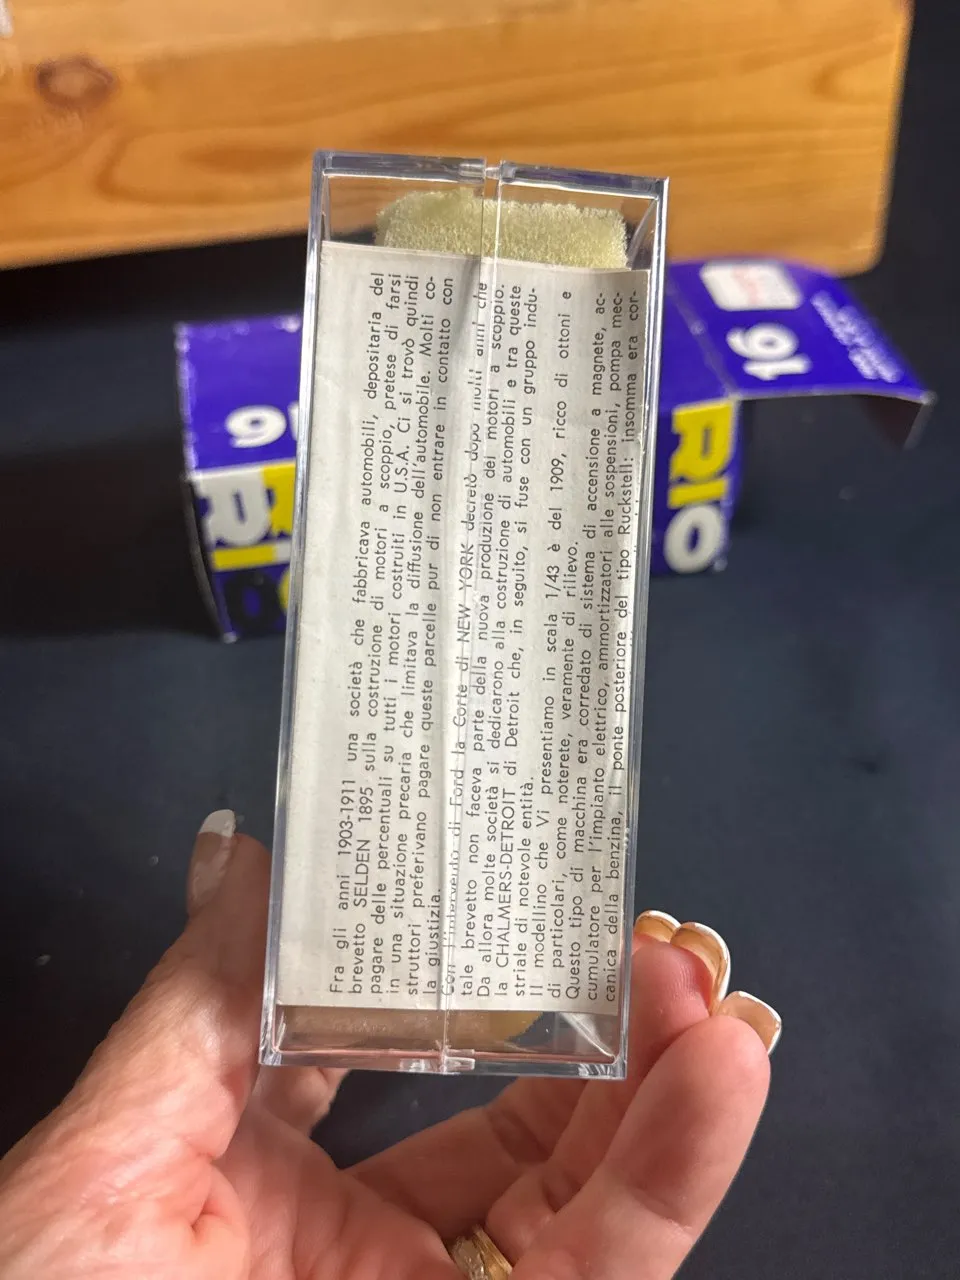 Fra gli anni 1903-1911 una società che fabbricava automobili, depositaria del
brevetto SELDEN 1895 sulla costruzione di motori a scoppio, pretese di farsi
pagare delle percentuali su tutti i motori costruiti in U.S.A. Ci si trovò quindi
in una situazione precaria che limitava la diffusione dell'automobile. Molti co-
struttori preferivano pagare queste parcelle pur di non entrare in contatto con
la giustizia.
Con l'intervento di Ford la Corte di NEW YORK decretò dopo molti anni che
tale brevetto non faceva parte della nuova produzione dei motori a scoppio.
Da allora molte società si dedicarono alla costruzione di automobili e tra queste
la CHALMERS-DETROIT di Detroit che, in seguito, si fuse con un gruppo indu-
striale di notevole entità.
Il modellino che Vi presentiamo in scala 1/43 è del 1909, ricco di ottoni e
di particolari, come noterete, veramente di rilievo.
Questo tipo di macchina era corredato di sistema di accensione a magnete, ac-
cumulatore per l'impianto elettrico, ammortizzatori alle sospensioni, pompa mec-
canica della benzina, il ponte posteriore del tipo Ruckstell; insomma era cor-
16
RIO
RI